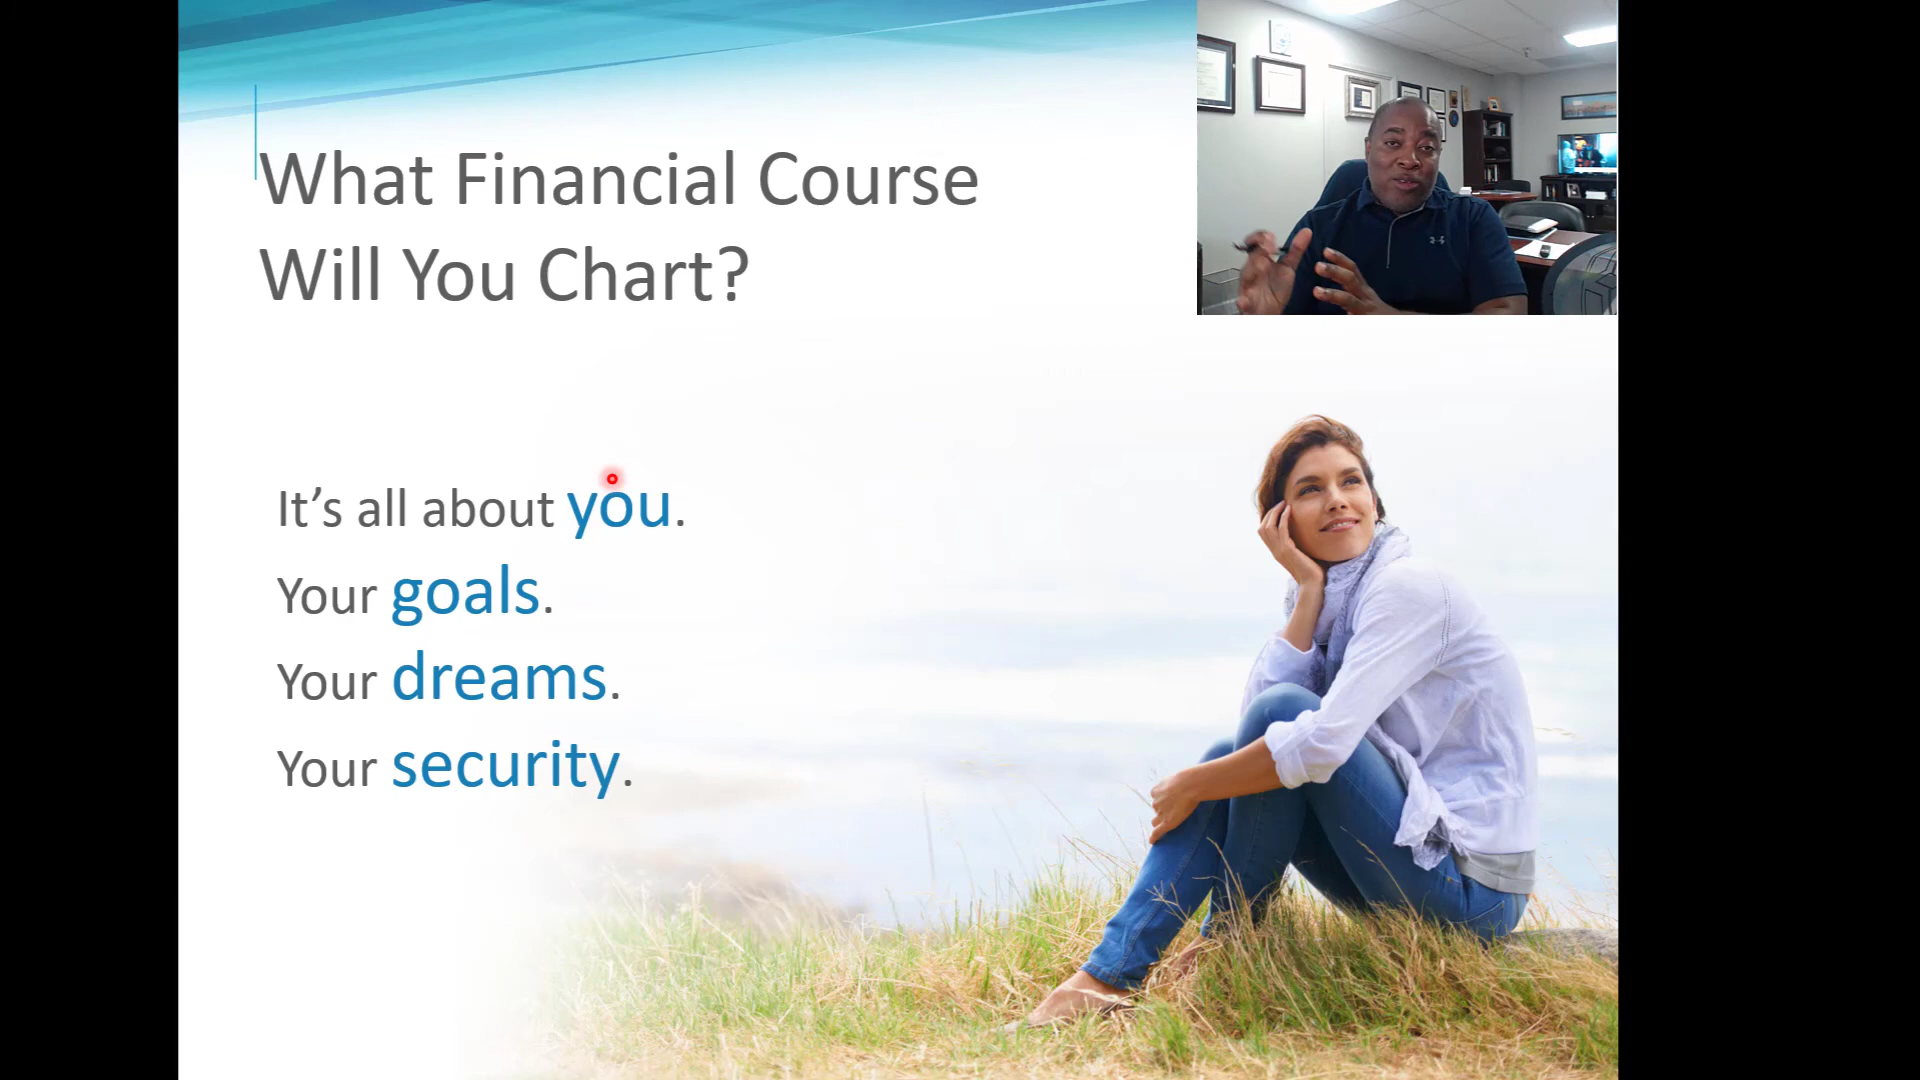 What Financial Course
Will You Chart?
It’s all about you.
Your goals.
Your dreams.
Your security.